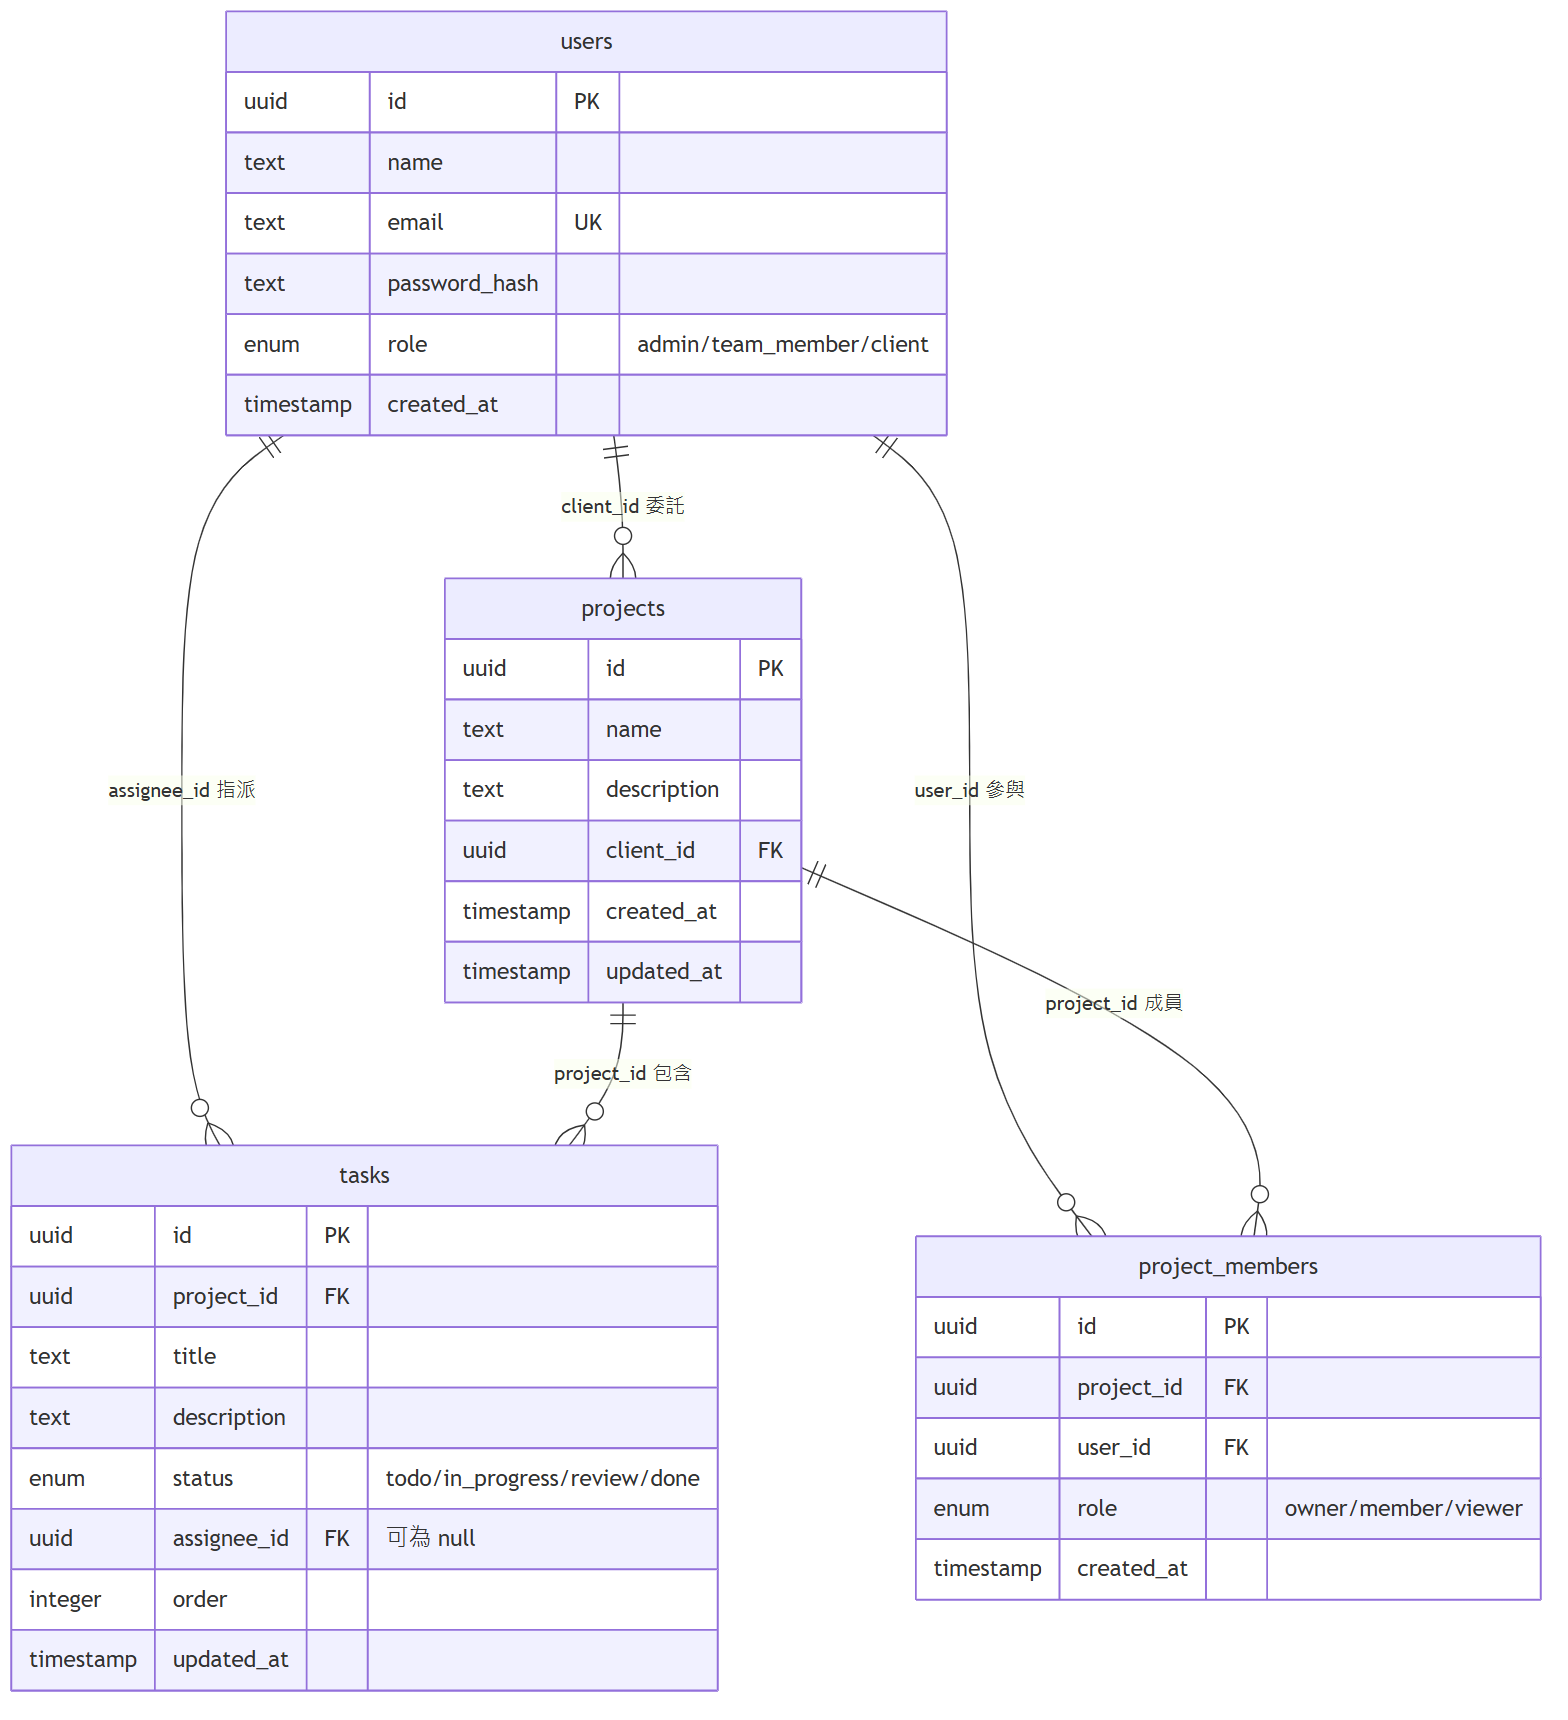 users
uuid id PK
text name
text email UK
text password_hash
enum role admin/team_member/client
timestamp created_at
client_id 委託
projects
uuid id PK
text name
text description
uuid client_id FK
timestamp created_at
timestamp updated_at
assignee_id 指派
user_id 參與
project_id 成員
project_id 包含
tasks
uuid id PK
uuid project_id FK
text title
text description
enum status todo/in_progress/review/done
uuid assignee_id FK 可為 null
integer order
timestamp updated_at
project_members
uuid id PK
uuid project_id FK
uuid user_id FK
enum role owner/member/viewer
timestamp created_at